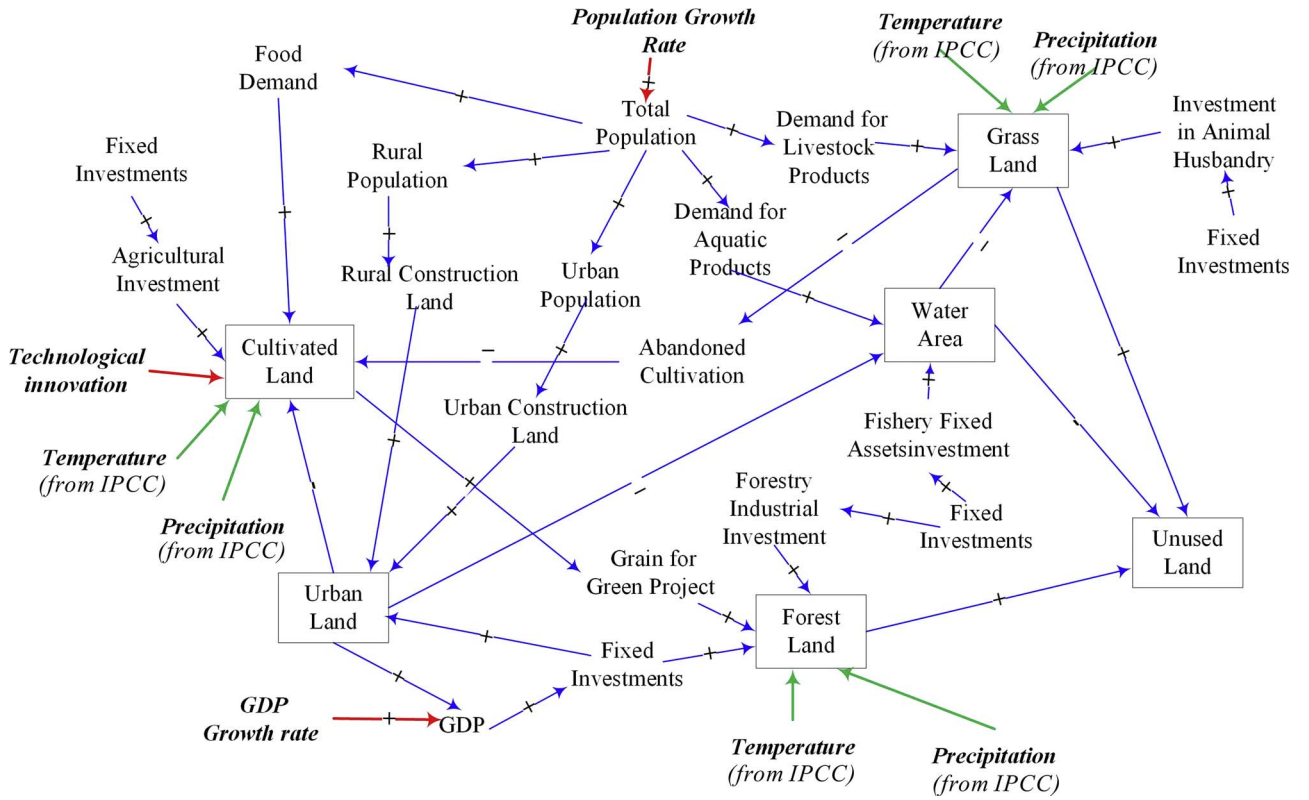 Population Growth
Rate
Temperature
(from IPCC)
Precipitation
(from IPCC)
Food
Demand
Total
Population
Demand for
Livestock
Products
Grass
Land
Investment
in Animal
Husbandry
Fixed
Investments
Rural
Population
Demand for
Aquatic
Products
Fixed
Investments
Agricultural
Investment
Rural Construction
Land
Urban
Population
Water
Area
Technological
innovation
Cultivated
Land
Abandoned
Cultivation
Urban Construction
Land
Fishery Fixed
Assetsinvestment
Temperature
(from IPCC)
Precipitation
(from IPCC)
Forestry
Industrial
Investment
Fixed
Investments
Unused
Land
Urban
Land
Grain for
Green Project
Forest
Land
Fixed
Investments
GDP
Growth rate
GDP
Temperature
(from IPCC)
Precipitation
(from IPCC)